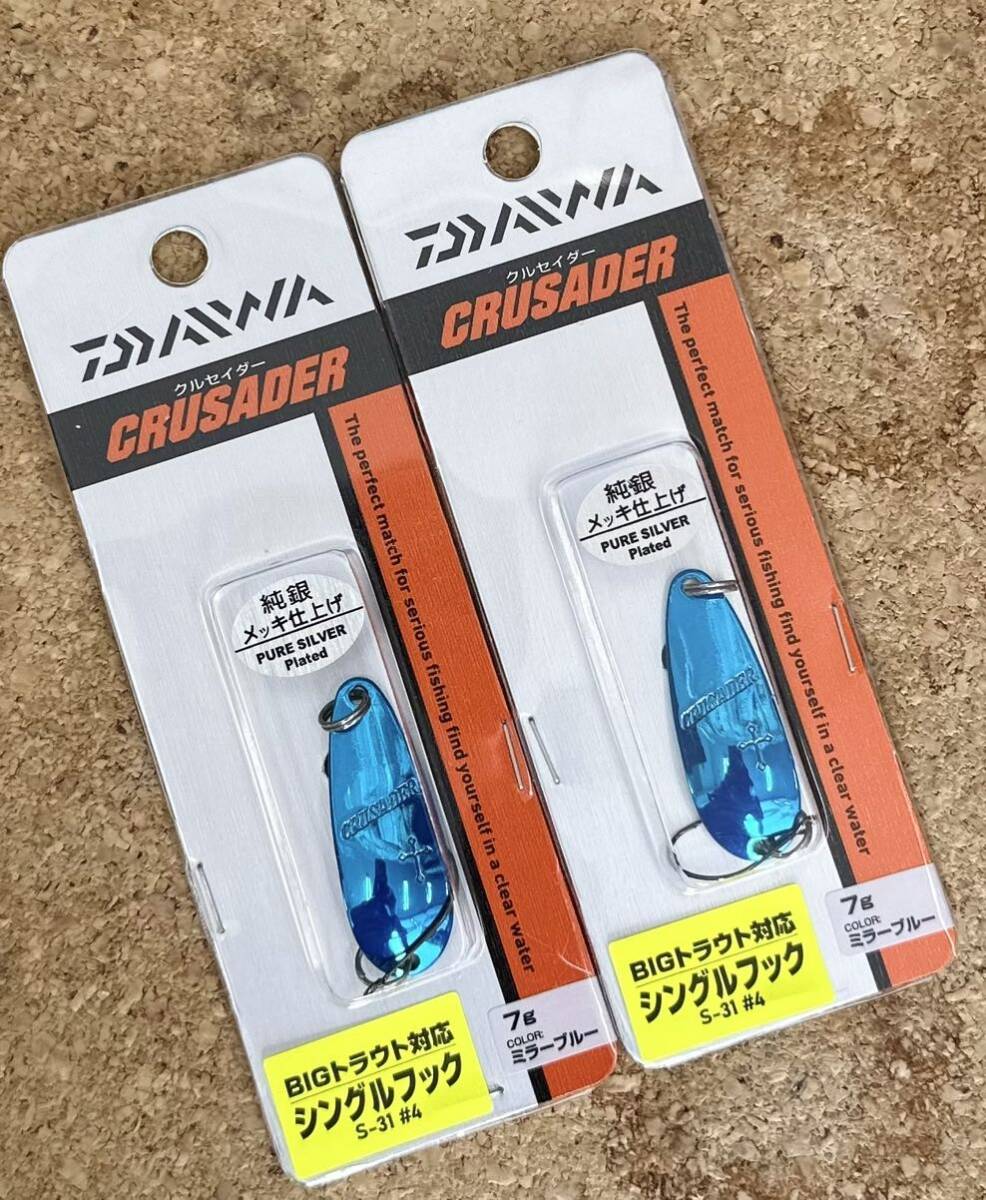 DAIWA
クルセイダー
CRUSADER
The perfect match for serious fishing find yourself in a clear water
純銀
メッキ仕上げ
PURE SILVER
Plated
CRUSADER
7g
COLOR:
ミラーブルー
BIGトラウト対応
シングルフック
S-31 #4
DAIWA
クルセイダー
CRUSADER
The perfect match for serious fishing find yourself in a clear water
純銀
メッキ仕上げ
PURE SILVER
Plated
CRUSADER
7g
COLOR:
ミラーブルー
BIGトラウト対応
シングルフック
S-31 #4